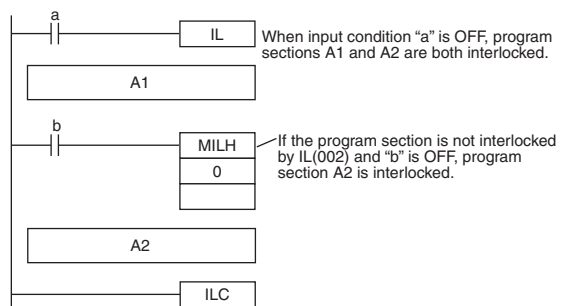 a
IL
When input condition “a” is OFF, program
sections A1 and A2 are both interlocked.
A1
b
MILH
0
If the program section is not interlocked
by IL(002) and “b” is OFF, program
section A2 is interlocked.
A2
ILC